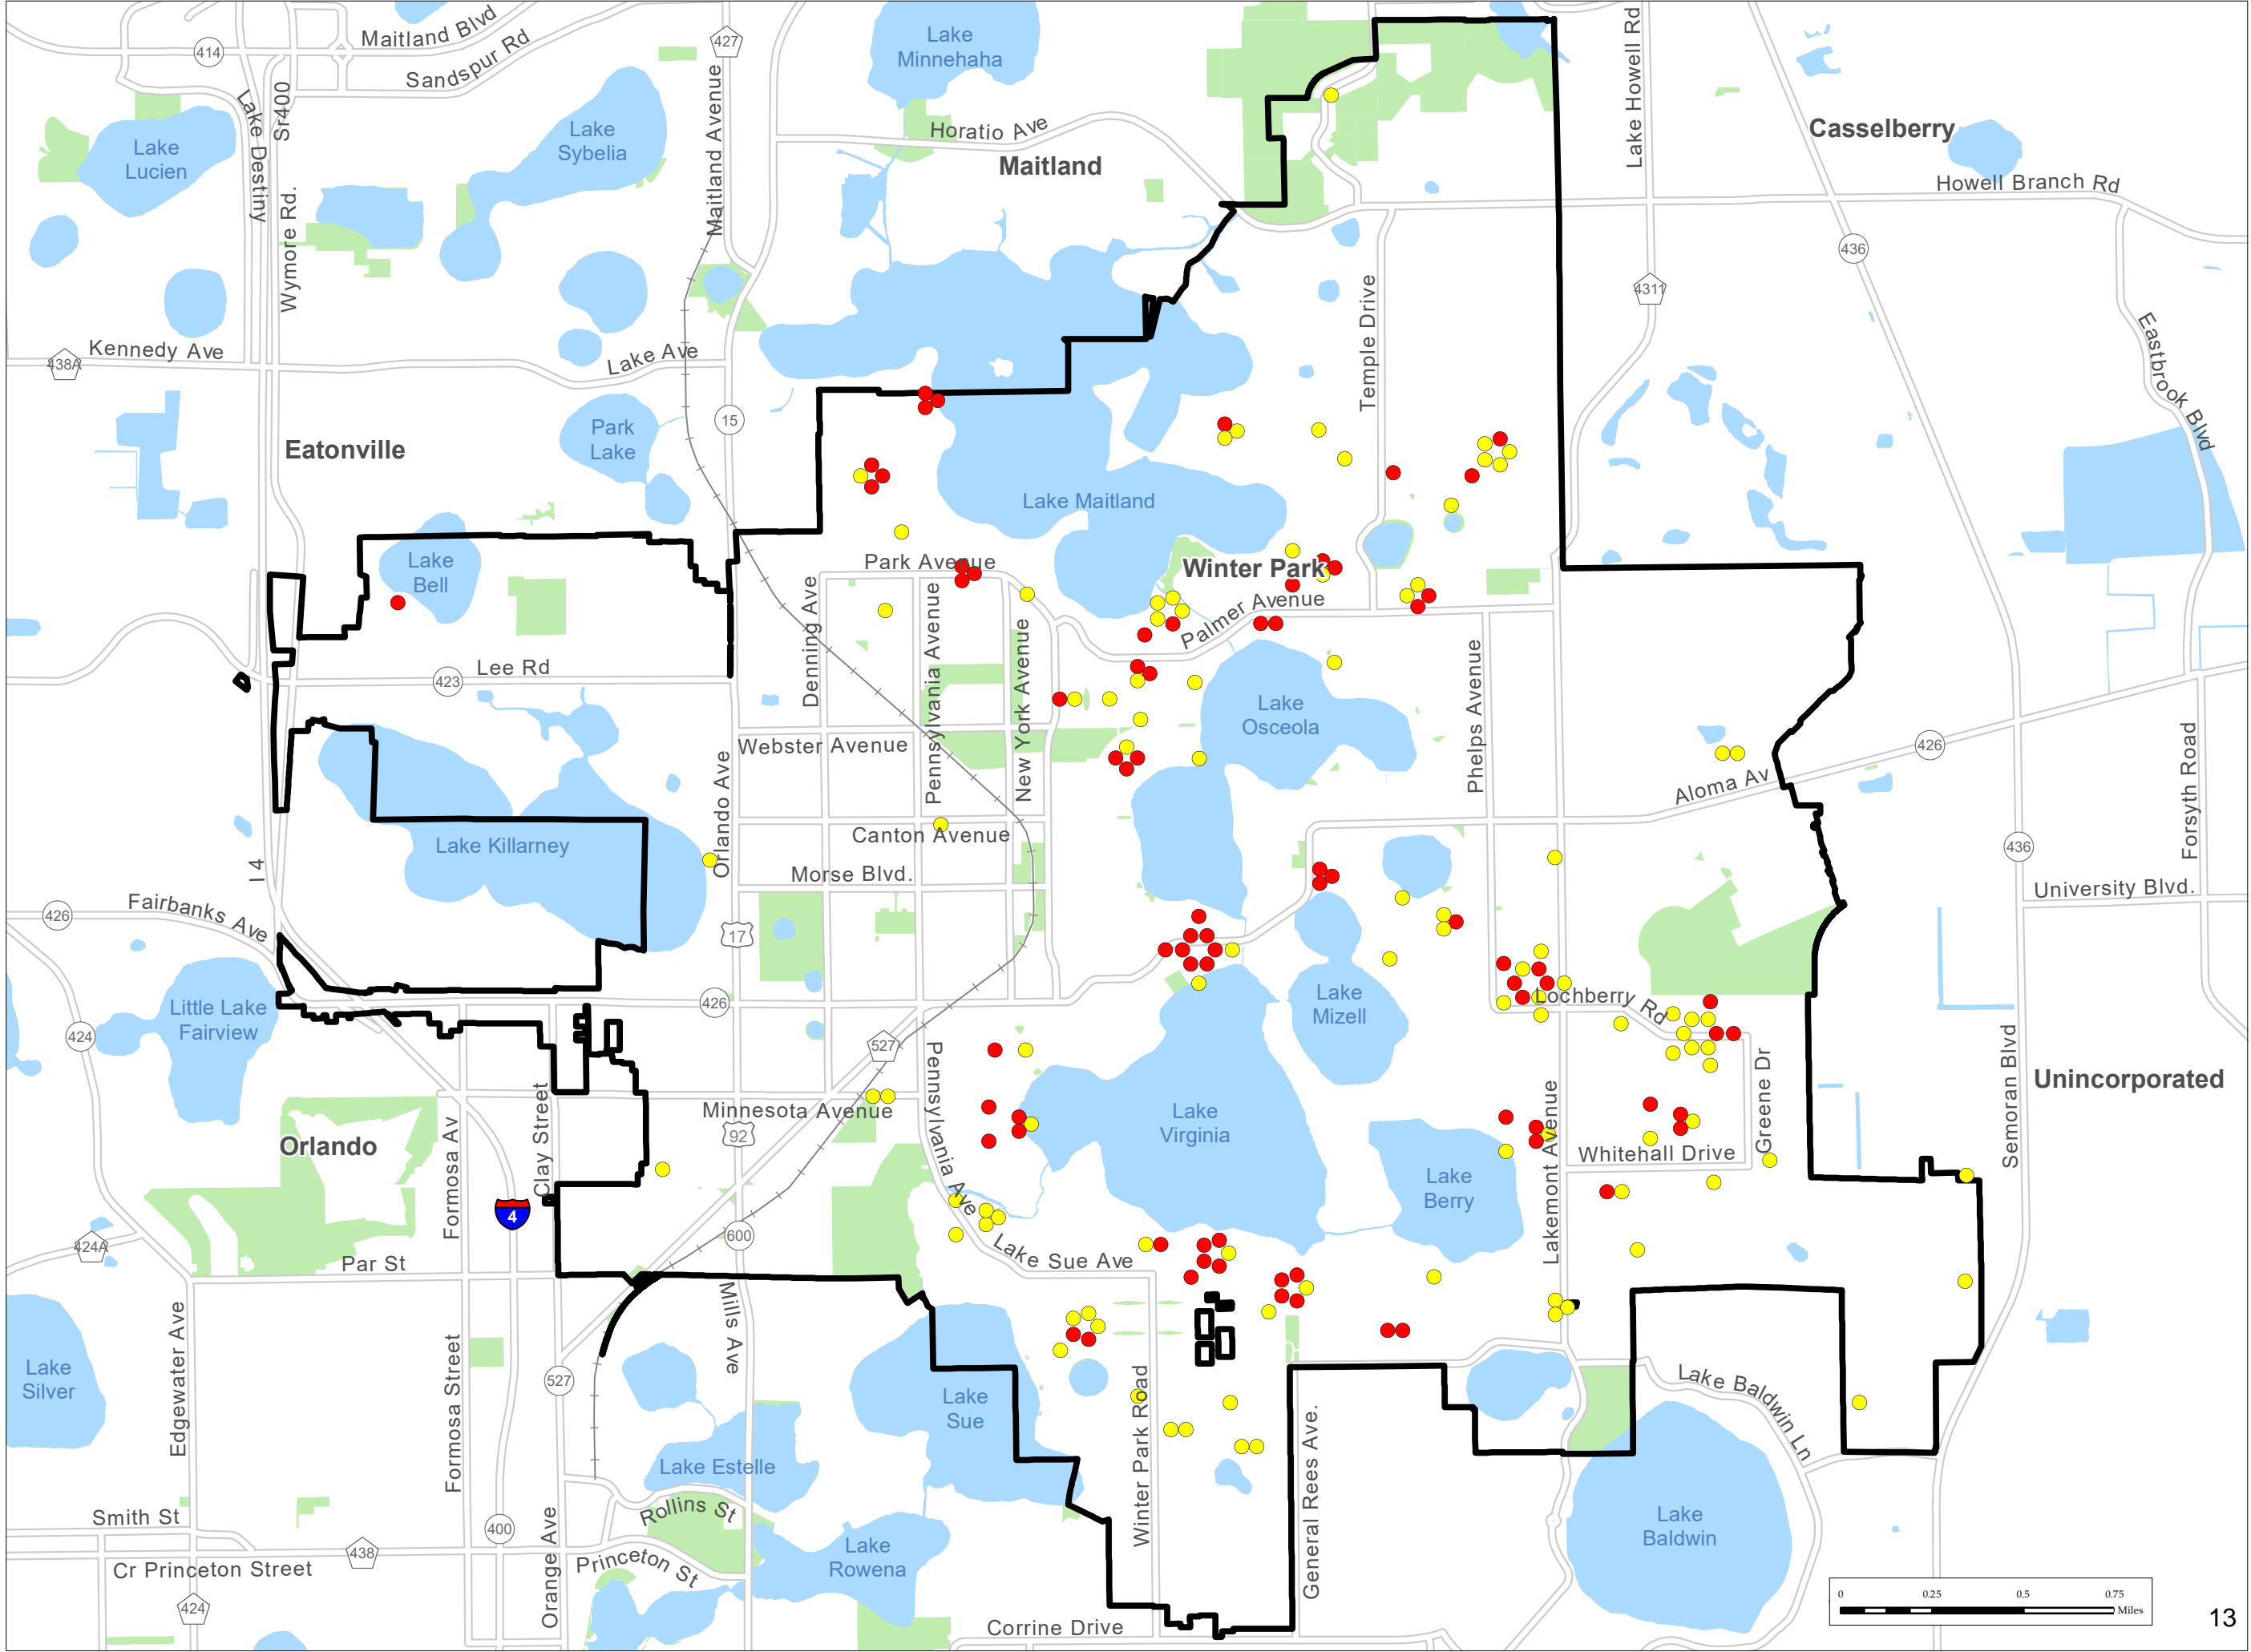 Maitland Blvd
414
Sandspur Rd
427
Lake
Minnehaha
Lake Howell Rd
Casselberry
Sr400
Lake Destiny
Lake
Lucien
Lake
Sybelia
Maitland Avenue
Horatio Ave
Maitland
Howell Branch Rd
Wymore Rd.
436
4311
Temple Drive
Eastbrook Blvd
Kennedy Ave
438A
Lake Ave
15
Park
Lake
Eatonville
Lake Maitland
Lake
Bell
Park Avenue
Winter Park
Palmer Avenue
Denning Ave
Pennsylvania Avenue
New York Avenue
Lee Rd
423
Phelps Avenue
Lake
Osceola
Webster Avenue
426
Aloma Av
Forsyth Road
Orlando Ave
Canton Avenue
Lake Killarney
Morse Blvd.
I 4
436
University Blvd.
Fairbanks Ave
426
17
Little Lake
Fairview
426
Lake
Mizell
Lochberry Rd
424
527
Semoran Blvd
Greene Dr
Unincorporated
Pennsylvania Ave
Minnesota Avenue
92
Lake
Virginia
Orlando
Formosa Av
Clay Street
Whitehall Drive
Lakemont Avenue
Lake
Berry
4
424A
600
Par St
Lake Sue Ave
Mills Ave
Edgewater Ave
Formosa Street
Lake
Silver
527
Lake
Sue
Winter Park Road
General Rees Ave.
Lake Baldwin Ln
Lake Estelle
Rollins St
Smith St
400
Orange Ave
438
Cr Princeton Street
Princeton St
Lake
Rowena
Lake
Baldwin
424
Corrine Drive
0 0.25 0.5 0.75
Miles
13